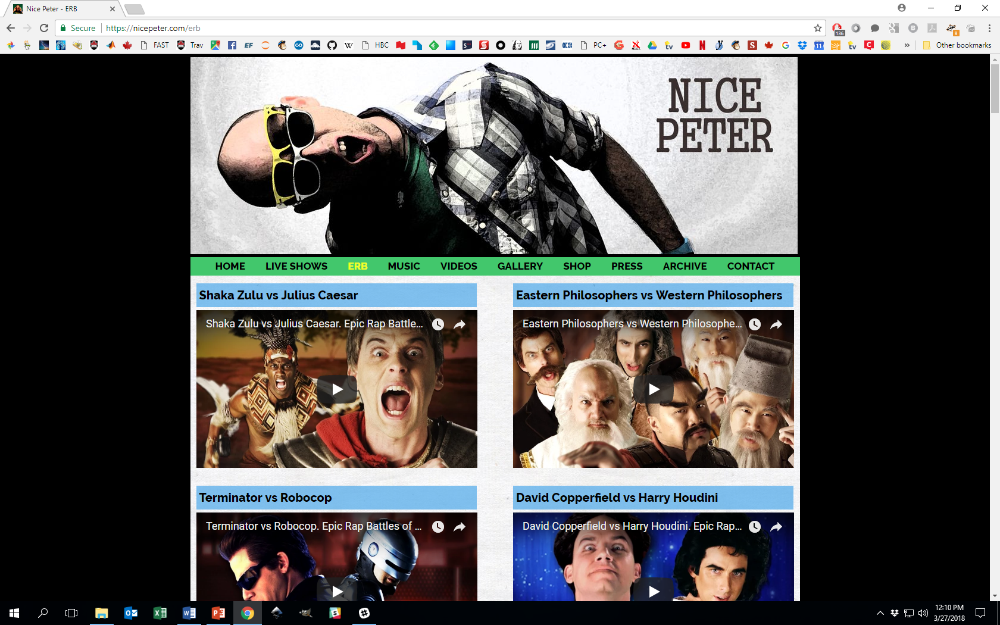 Nice Peter - ERB
Secure
https://nicepeter.com/erb
136
8
FAST
Trav
EF
W
HBC
PC+
tv
N
S
G
11
tv
C
»
Other bookmarks
NICE
PETER
HOME LIVE SHOWS ERB MUSIC VIDEOS GALLERY SHOP PRESS ARCHIVE CONTACT
Shaka Zulu vs Julius Caesar
Eastern Philosophers vs Western Philosophers
Shaka Zulu vs Julius Caesar. Epic Rap Battle...
Eastern Philosophers vs Western Philosophe...
Terminator vs Robocop
David Copperfield vs Harry Houdini
Terminator vs Robocop. Epic Rap Battles of ...
David Copperfield vs Harry Houdini. Epic Rap...
12:10 PM
3/27/2018